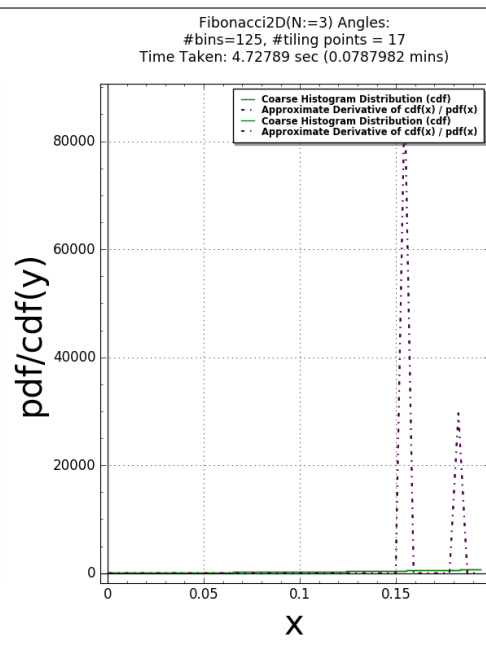 Fibonacci2D(N:=3) Angles:
#bins=125, #tiling points = 17
Time Taken: 4.72789 sec (0.0787982 mins)
Coarse Histogram Distribution (cdf)
Approximate Derivative of cdf(x) / pdf(x)
Coarse Histogram Distribution (cdf)
Approximate Derivative of cdf(x) / pdf(x)
pdf/cdf(y)
80000
60000
40000
20000
0
0 0.05 0.1 0.15
x